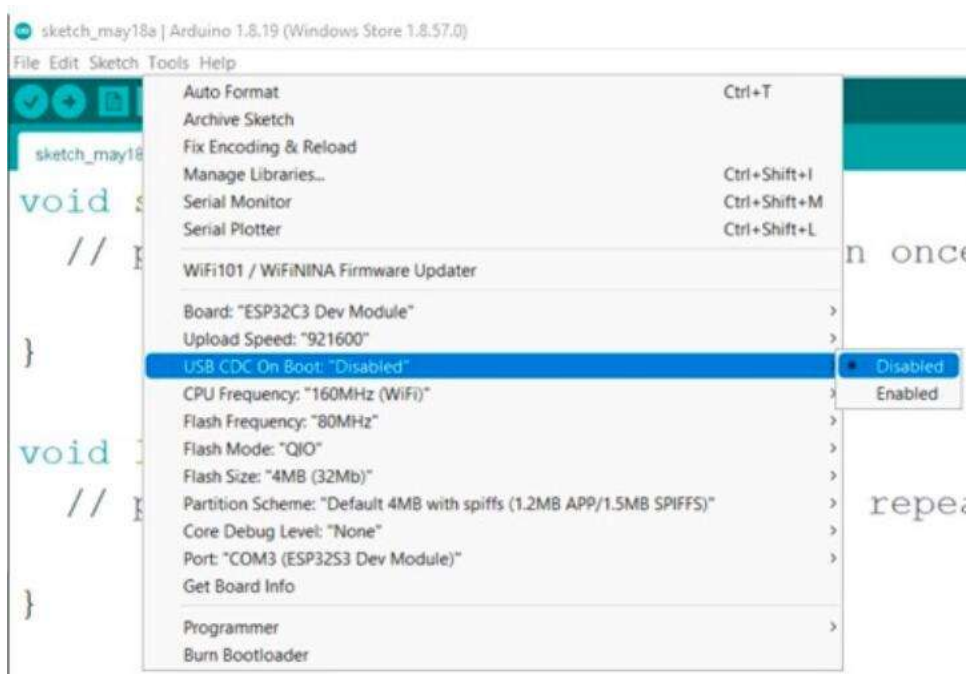 sketch_may18a | Arduino 1.8.19 (Windows Store 1.8.57.0)
File Edit Sketch Tools Help
sketch_may18
Auto Format Ctrl+T
Archive Sketch
Fix Encoding & Reload
Manage Libraries... Ctrl+Shift+I
Serial Monitor Ctrl+Shift+M
Serial Plotter Ctrl+Shift+L
WiFi101 / WiFiNINA Firmware Updater
Board: "ESP32C3 Dev Module"
Upload Speed: "921600"
USB CDC On Boot: "Disabled"
Disabled
Enabled
CPU Frequency: "160MHz (WiFi)"
Flash Frequency: "80MHz"
Flash Mode: "QIO"
Flash Size: "4MB (32Mb)"
Partition Scheme: "Default 4MB with spiffs (1.2MB APP/1.5MB SPIFFS)"
Core Debug Level: "None"
Port: "COM3 (ESP32S3 Dev Module)"
Get Board Info
Programmer
Burn Bootloader
void s
// p n once
}
void l
// p repea
}